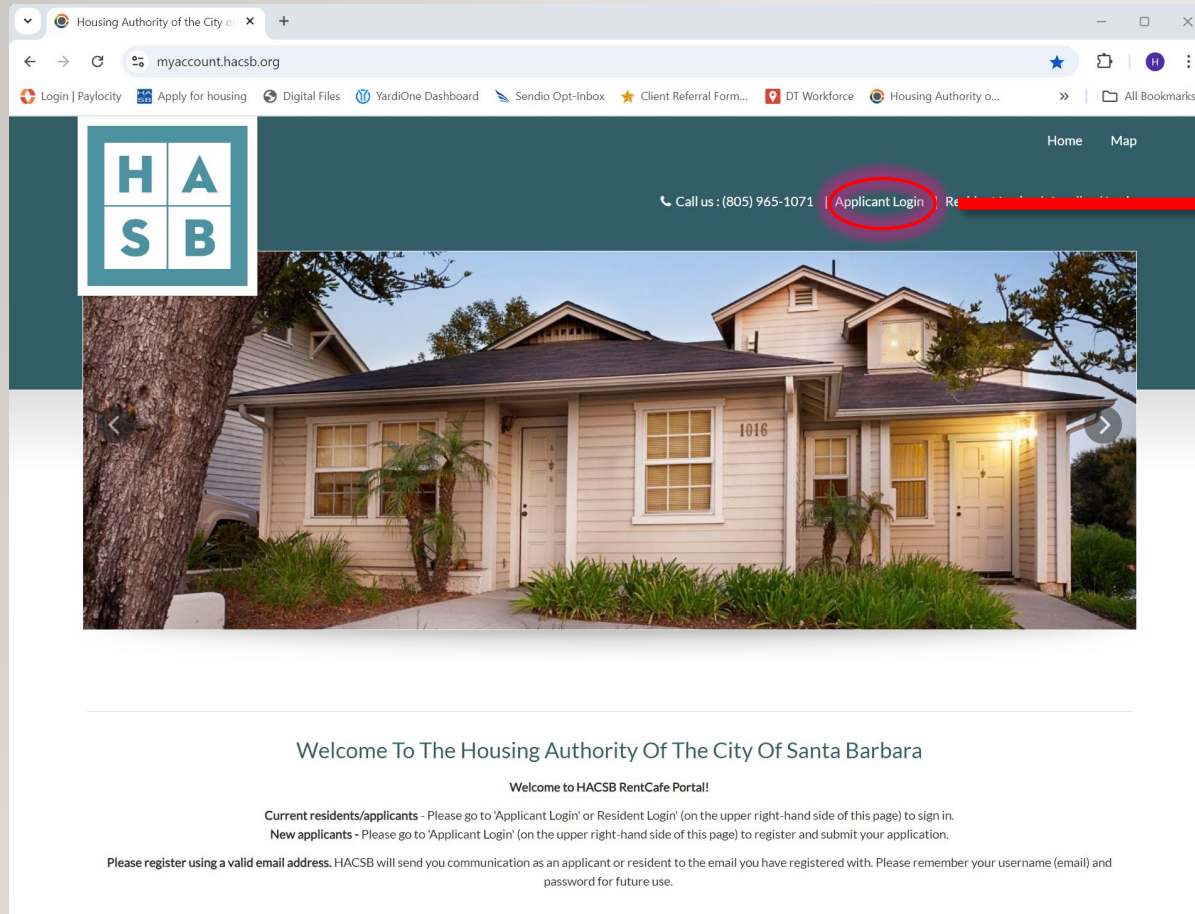 Housing Authority of the City o
myaccount.hacsb.org
H
Login | Paylocity
HA
SB
Apply for housing
Digital Files
YardiOne Dashboard
Sendio Opt-Inbox
Client Referral Form...
DT Workforce
Housing Authority o...
»
All Bookmarks
H A
S B
Home Map
Call us : (805) 965-1071 | Applicant Login |
1016
Welcome To The Housing Authority Of The City Of Santa Barbara
Welcome to HACSB RentCafe Portal!
Current residents/applicants - Please go to 'Applicant Login' or Resident Login' (on the upper right-hand side of this page) to sign in.
New applicants - Please go to 'Applicant Login' (on the upper right-hand side of this page) to register and submit your application.
Please register using a valid email address. HACSB will send you communication as an applicant or resident to the email you have registered with. Please remember your username (email) and
password for future use.